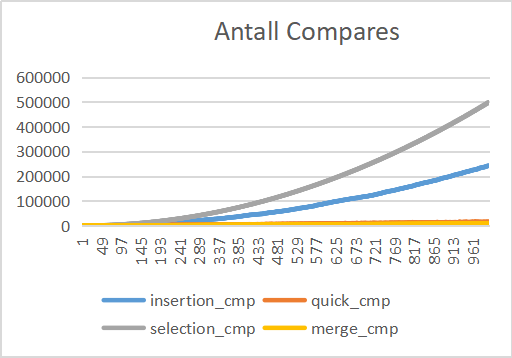 Antall Compares
600000
500000
400000
300000
200000
100000
0
1 49 97 145 193 241 289 337 385 433 481 529 577 625 673 721 769 817 865 913 961
insertion_cmp quick_cmp
selection_cmp merge_cmp